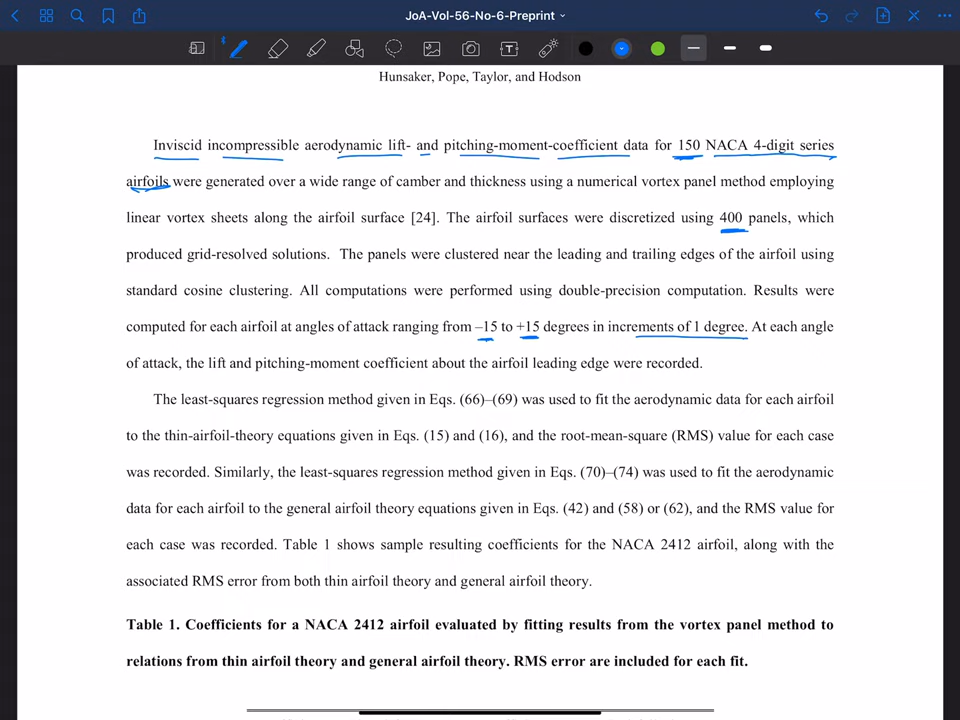 JoA-Vol-56-No-6-Preprint
T
Hunsaker, Pope, Taylor, and Hodson
Inviscid incompressible aerodynamic lift- and pitching-moment-coefficient data for 150 NACA 4-digit series
airfoils were generated over a wide range of camber and thickness using a numerical vortex panel method employing
linear vortex sheets along the airfoil surface [24]. The airfoil surfaces were discretized using 400 panels, which
produced grid-resolved solutions. The panels were clustered near the leading and trailing edges of the airfoil using
standard cosine clustering. All computations were performed using double-precision computation. Results were
computed for each airfoil at angles of attack ranging from –15 to +15 degrees in increments of 1 degree. At each angle
of attack, the lift and pitching-moment coefficient about the airfoil leading edge were recorded.
The least-squares regression method given in Eqs. (66)–(69) was used to fit the aerodynamic data for each airfoil
to the thin-airfoil-theory equations given in Eqs. (15) and (16), and the root-mean-square (RMS) value for each case
was recorded. Similarly, the least-squares regression method given in Eqs. (70)–(74) was used to fit the aerodynamic
data for each airfoil to the general airfoil theory equations given in Eqs. (42) and (58) or (62), and the RMS value for
each case was recorded. Table 1 shows sample resulting coefficients for the NACA 2412 airfoil, along with the
associated RMS error from both thin airfoil theory and general airfoil theory.
Table 1. Coefficients for a NACA 2412 airfoil evaluated by fitting results from the vortex panel method to
relations from thin airfoil theory and general airfoil theory. RMS error are included for each fit.